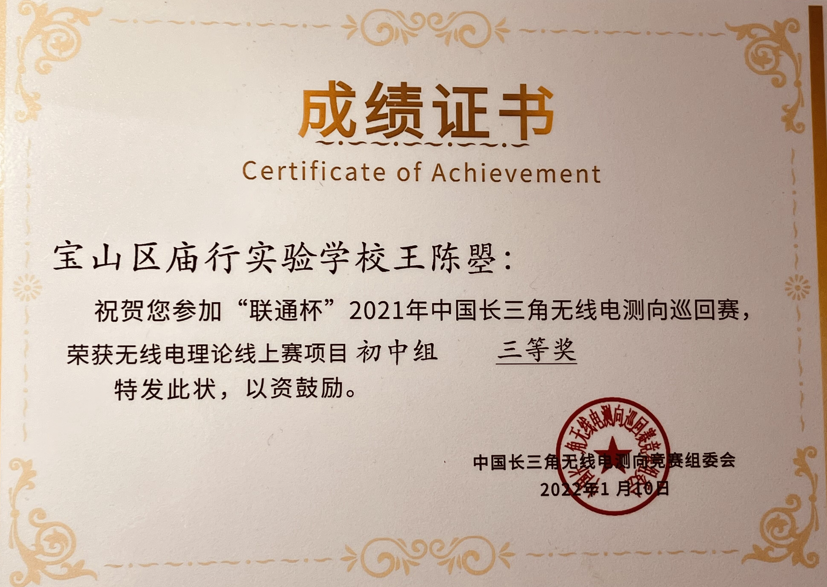 成绩证书
Certificate of Achievement
宝山区庙行实验学校王陈曌：
祝贺您参加“联通杯”2021年中国长三角无线电测向巡回赛，
荣获无线电理论线上赛项目 初中组 三等奖
特发此状，以资鼓励。
中国长三角无线电测向竞赛组委会
2022年1月10日